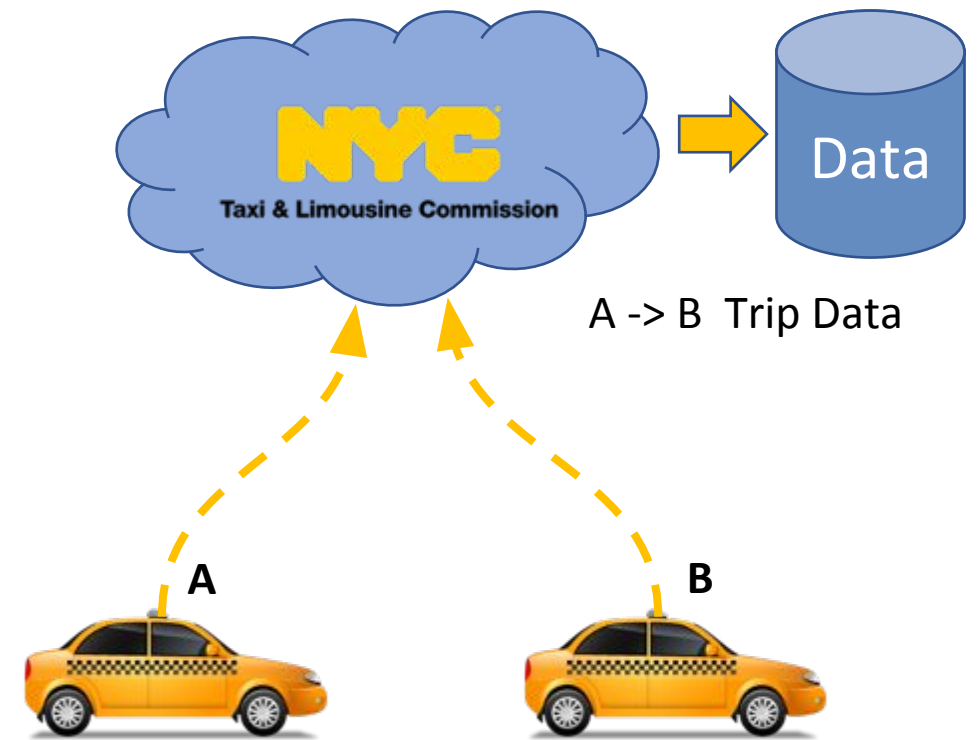 NYC
Taxi & Limousine Commission
Data
A -> B Trip Data
A
B